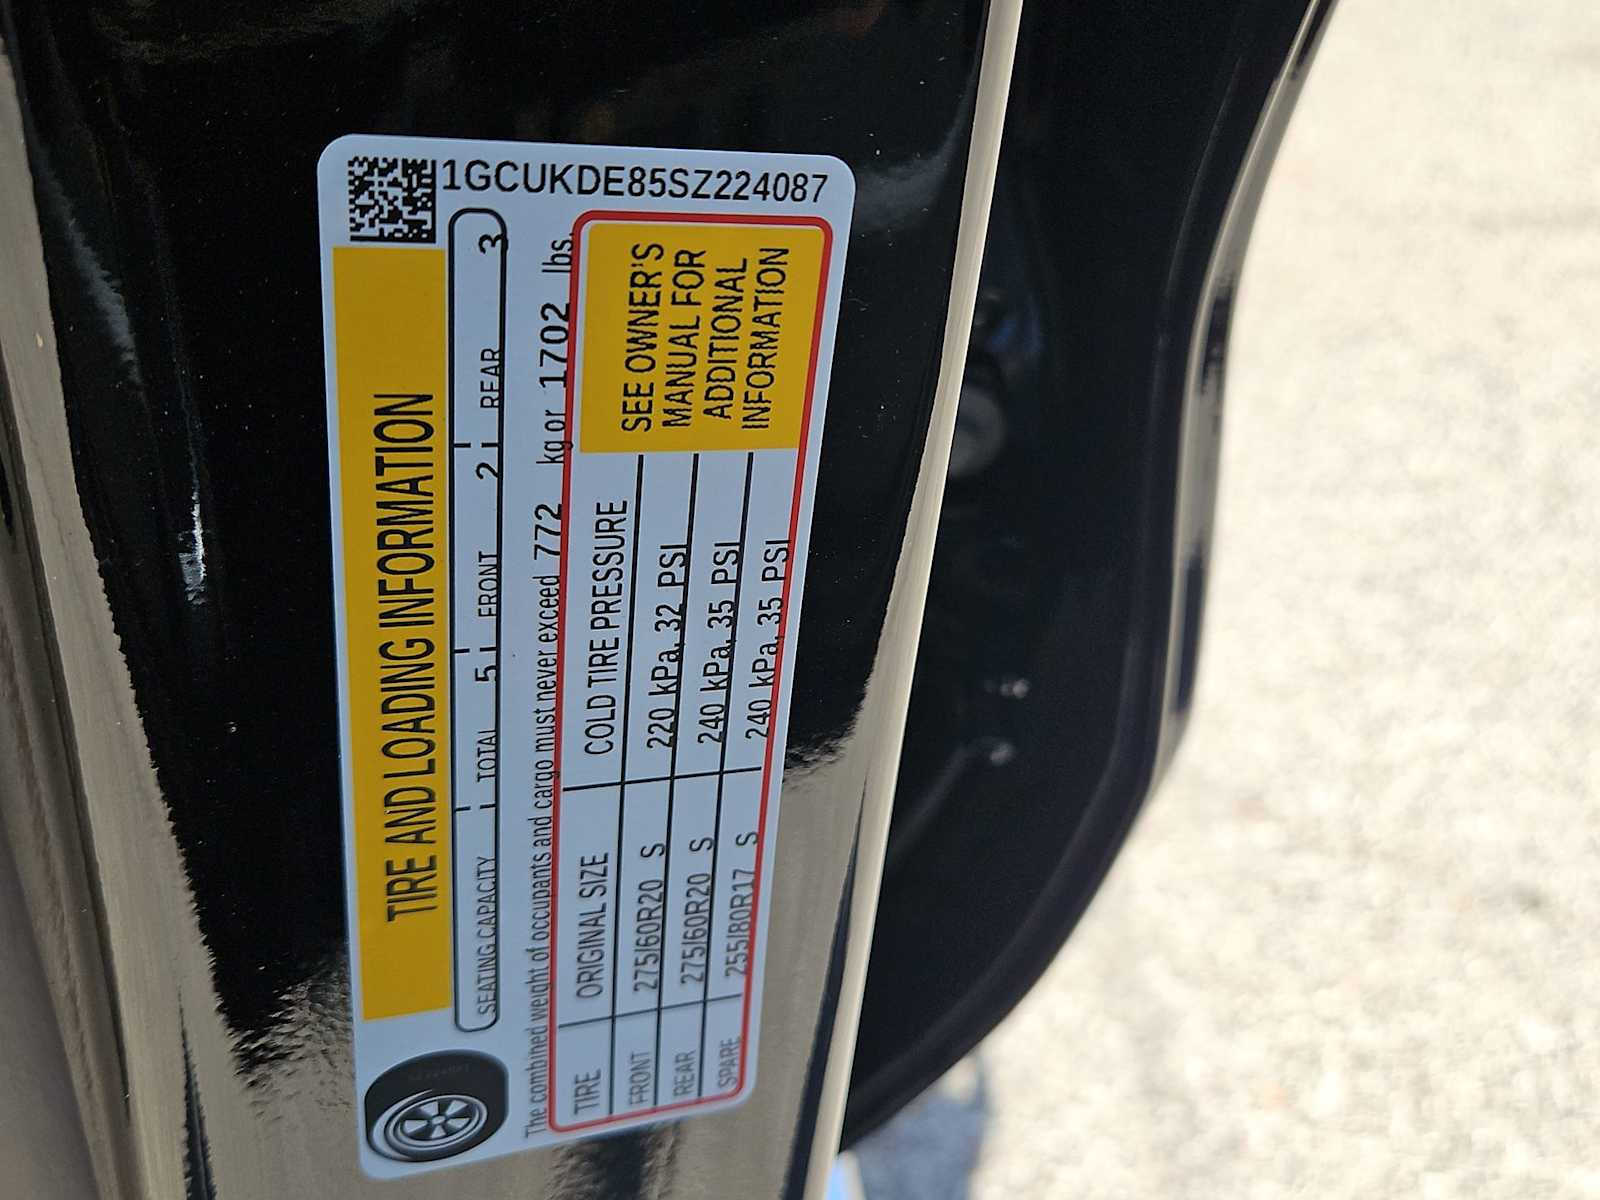 1GCUKDE85SZ224087
TIRE AND LOADING INFORMATION
SEATING CAPACITY TOTAL 5 FRONT 2 REAR 3
The combined weight of occupants and cargo must never exceed 772 kg or 1702 lbs.
TIRE ORIGINAL SIZE COLD TIRE PRESSURE
FRONT 275/60R20 S 220 kPa, 32 PSI
REAR 275/60R20 S 240 kPa, 35 PSI
SPARE 255/80R17 S 240 kPa, 35 PSI
SEE OWNER'S
MANUAL FOR
ADDITIONAL
INFORMATION